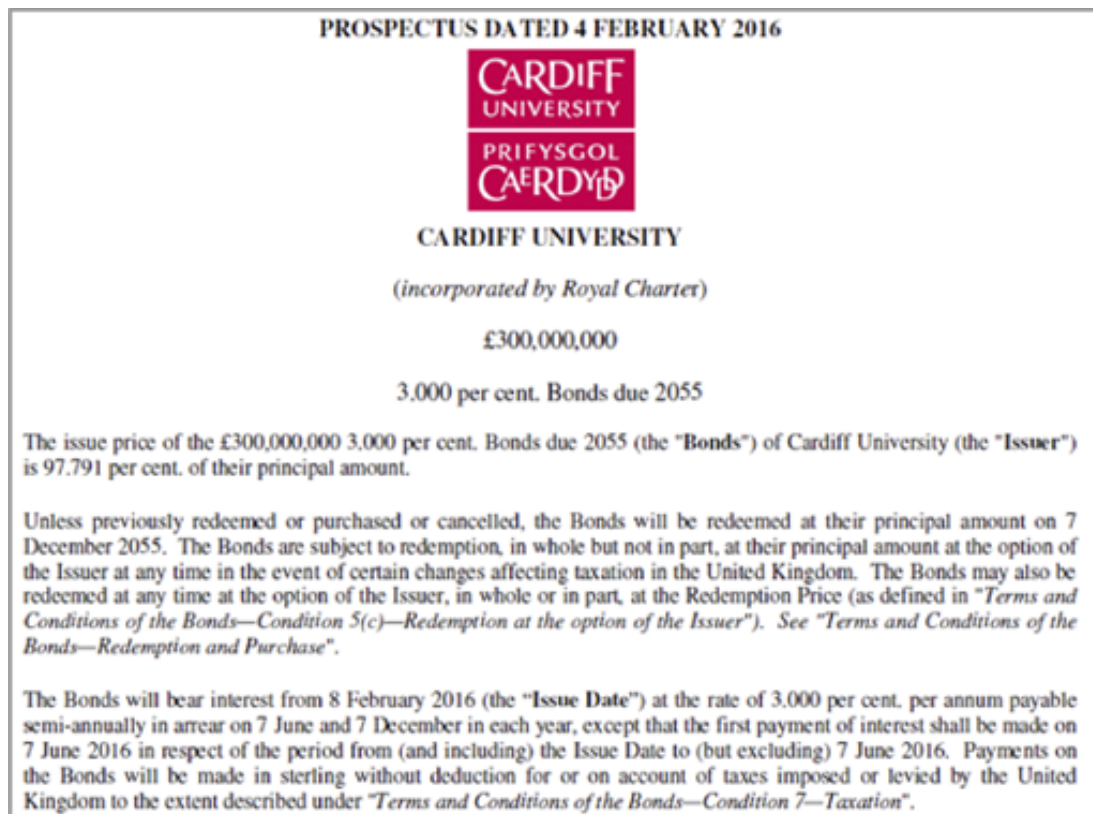 PROSPECTUS DATED 4 FEBRUARY 2016
CARDIFF
UNIVERSITY
PRIFYSGOL
CAERDYDD
CARDIFF UNIVERSITY
(incorporated by Royal Charter)
£300,000,000
3.000 per cent. Bonds due 2055
The issue price of the £300,000,000 3.000 per cent. Bonds due 2055 (the "Bonds") of Cardiff University (the "Issuer")
is 97.791 per cent. of their principal amount.
Unless previously redeemed or purchased or cancelled, the Bonds will be redeemed at their principal amount on 7
December 2055. The Bonds are subject to redemption, in whole but not in part, at their principal amount at the option of
the Issuer at any time in the event of certain changes affecting taxation in the United Kingdom. The Bonds may also be
redeemed at any time at the option of the Issuer, in whole or in part, at the Redemption Price (as defined in "Terms and
Conditions of the Bonds—Condition 5(c)—Redemption at the option of the Issuer"). See "Terms and Conditions of the
Bonds—Redemption and Purchase".
The Bonds will bear interest from 8 February 2016 (the “Issue Date”) at the rate of 3.000 per cent. per annum payable
semi-annually in arrear on 7 June and 7 December in each year, except that the first payment of interest shall be made on
7 June 2016 in respect of the period from (and including) the Issue Date to (but excluding) 7 June 2016. Payments on
the Bonds will be made in sterling without deduction for or on account of taxes imposed or levied by the United
Kingdom to the extent described under "Terms and Conditions of the Bonds—Condition 7—Taxation".